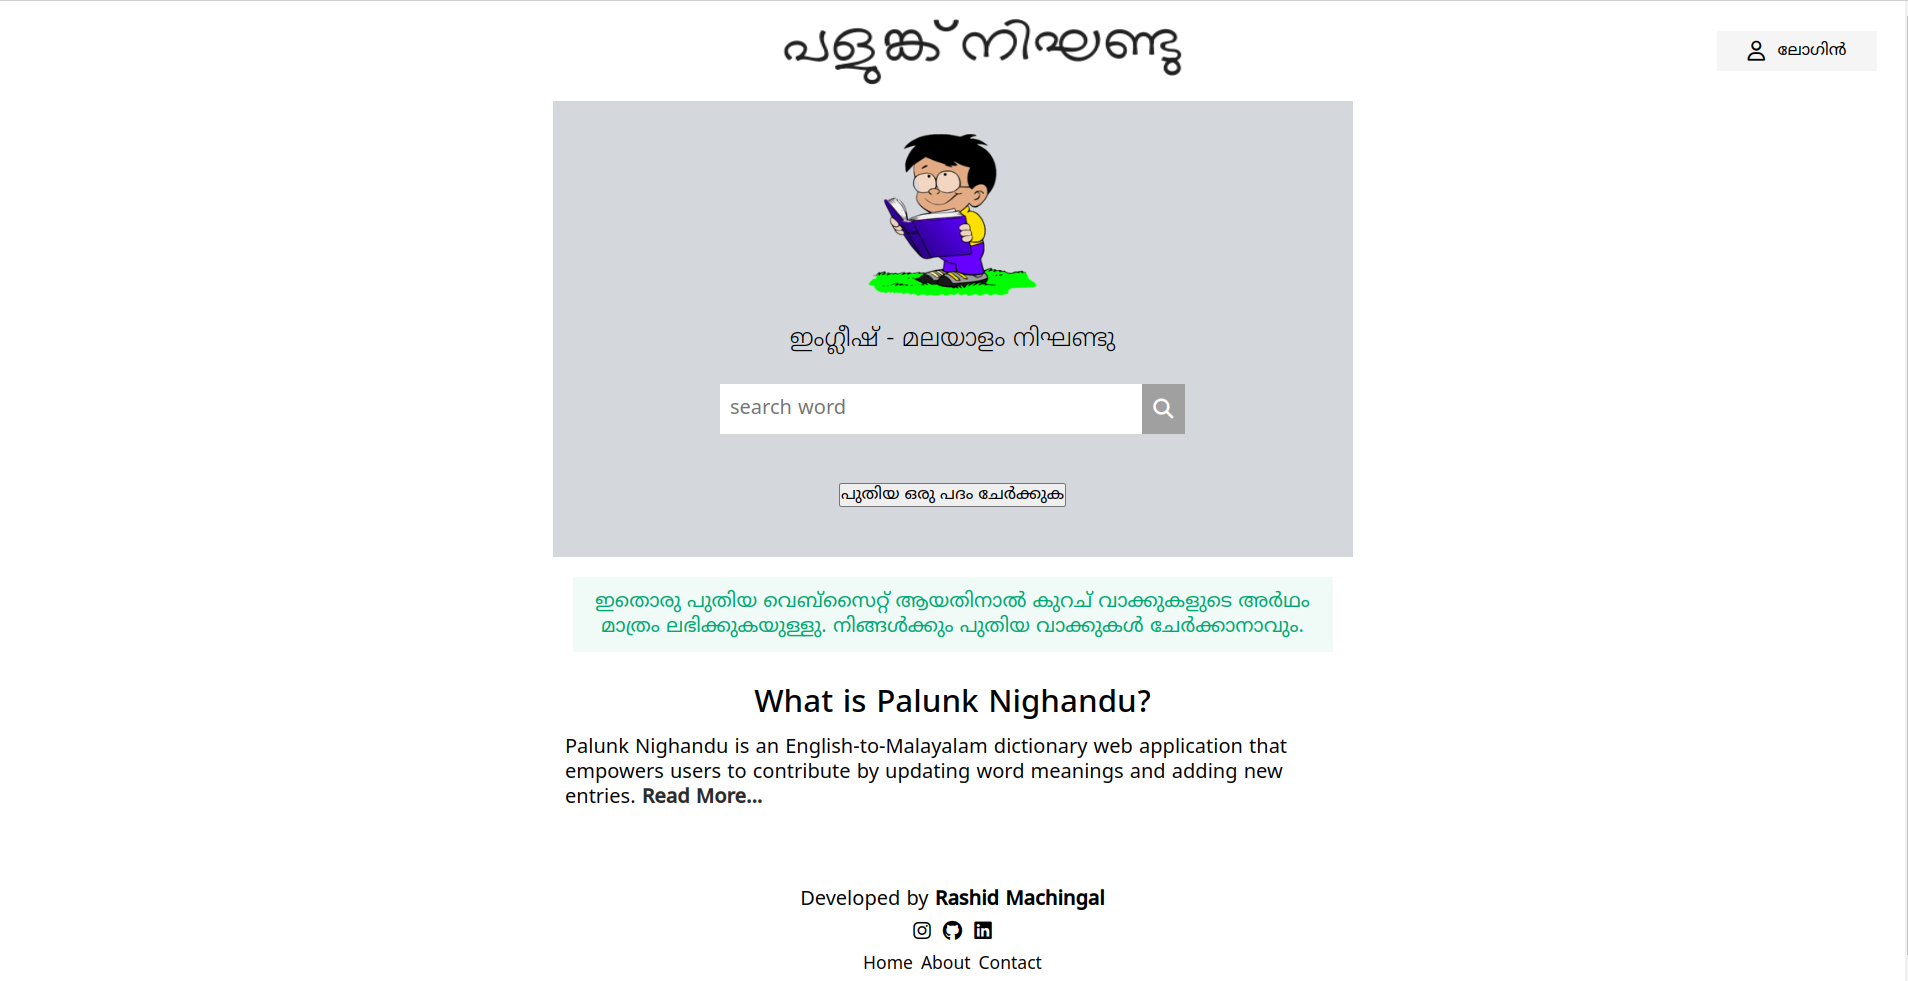 പളുങ്ക് നിഘണ്ടു
ലോഗിൻ
ഇംഗ്ലീഷ് - മലയാളം നിഘണ്ടു
search word
പുതിയ ഒരു പദം ചേർക്കുക
ഇതൊരു പുതിയ വെബ്സൈറ്റ് ആയതിനാൽ കുറച് വാക്കുകളുടെ അർഥം
മാത്രം ലഭിക്കുകയുള്ളു. നിങ്ങൾക്കും പുതിയ വാക്കുകൾ ചേർക്കാനാവും.
What is Palunk Nighandu?
Palunk Nighandu is an English-to-Malayalam dictionary web application that
empowers users to contribute by updating word meanings and adding new
entries. Read More...
Developed by Rashid Machingal
Home About Contact